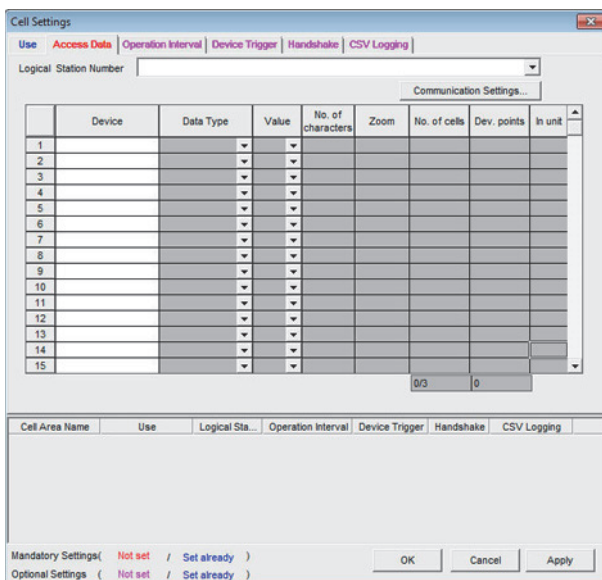 Cell Settings
Use Access Data Operation Interval Device Trigger Handshake CSV Logging
Logical Station Number
Communication Settings...
Device Data Type Value No. of characters Zoom No. of cells Dev. points In unit
1
2
3
4
5
6
7
8
9
10
11
12
13
14
15
0/3 0
Cell Area Name Use Logical Sta... Operation Interval Device Trigger Handshake CSV Logging
Mandatory Settings( Not set / Set already )
OK Cancel Apply
Optional Settings ( Not set / Set already )